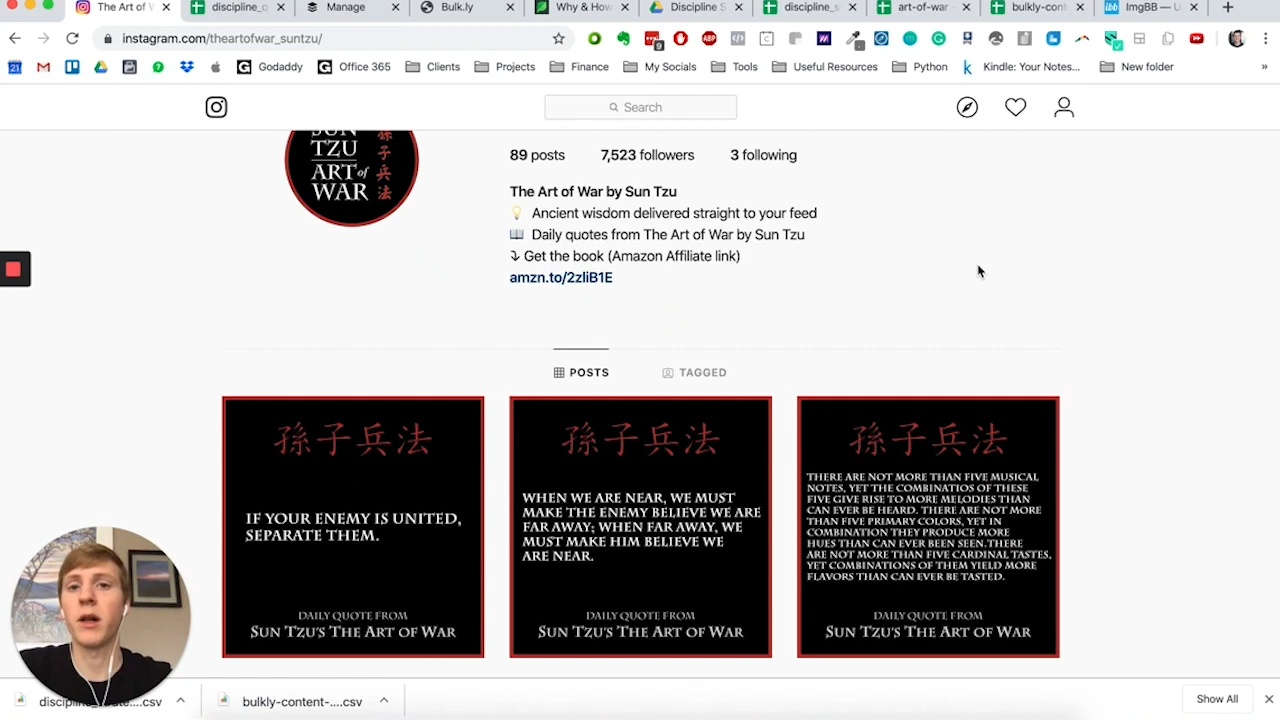 The Art of V
discipline_q
Manage
Bulk.ly
Why & How
Discipline S
discipline_s
art-of-war -
bulkly-cont
ImgBB — U
instagram.com/theartofwar_suntzu/
9
21
Godaddy
Office 365
Clients
Projects
Finance
My Socials
Tools
Useful Resources
Python
Kindle: Your Notes...
New folder
»
Search
SUN
TZU
ART of
WAR
孫
子
兵
法
89 posts
7,523 followers
3 following
The Art of War by Sun Tzu
💡 Ancient wisdom delivered straight to your feed
📖 Daily quotes from The Art of War by Sun Tzu
⤵ Get the book (Amazon Affiliate link)
amzn.to/2zliB1E
POSTS
TAGGED
孫子兵法
IF YOUR ENEMY IS UNITED,
SEPARATE THEM.
DAILY QUOTE FROM
SUN TZU'S THE ART OF WAR
孫子兵法
WHEN WE ARE NEAR, WE MUST
MAKE THE ENEMY BELIEVE WE ARE
FAR AWAY; WHEN FAR AWAY, WE
MUST MAKE HIM BELIEVE WE
ARE NEAR.
DAILY QUOTE FROM
SUN TZU'S THE ART OF WAR
孫子兵法
THERE ARE NOT MORE THAN FIVE MUSICAL
NOTES, YET THE COMBINATIOS OF THESE
FIVE GIVE RISE TO MORE MELODIES THAN
CAN EVER BE HEARD. THERE ARE NOT MORE
THAN FIVE PRIMARY COLORS, YET IN
COMBINATION THEY PRODUCE MORE
HUES THAN CAN EVER BEEN SEEN.THERE
ARE NOT MORE THAN FIVE CARDINAL TASTES,
YET COMBINATIONS OF THEM YIELD MORE
FLAVORS THAN CAN EVER BE TASTED.
DAILY QUOTE FROM
SUN TZU'S THE ART OF WAR
bulkly-content-....csv
Show All